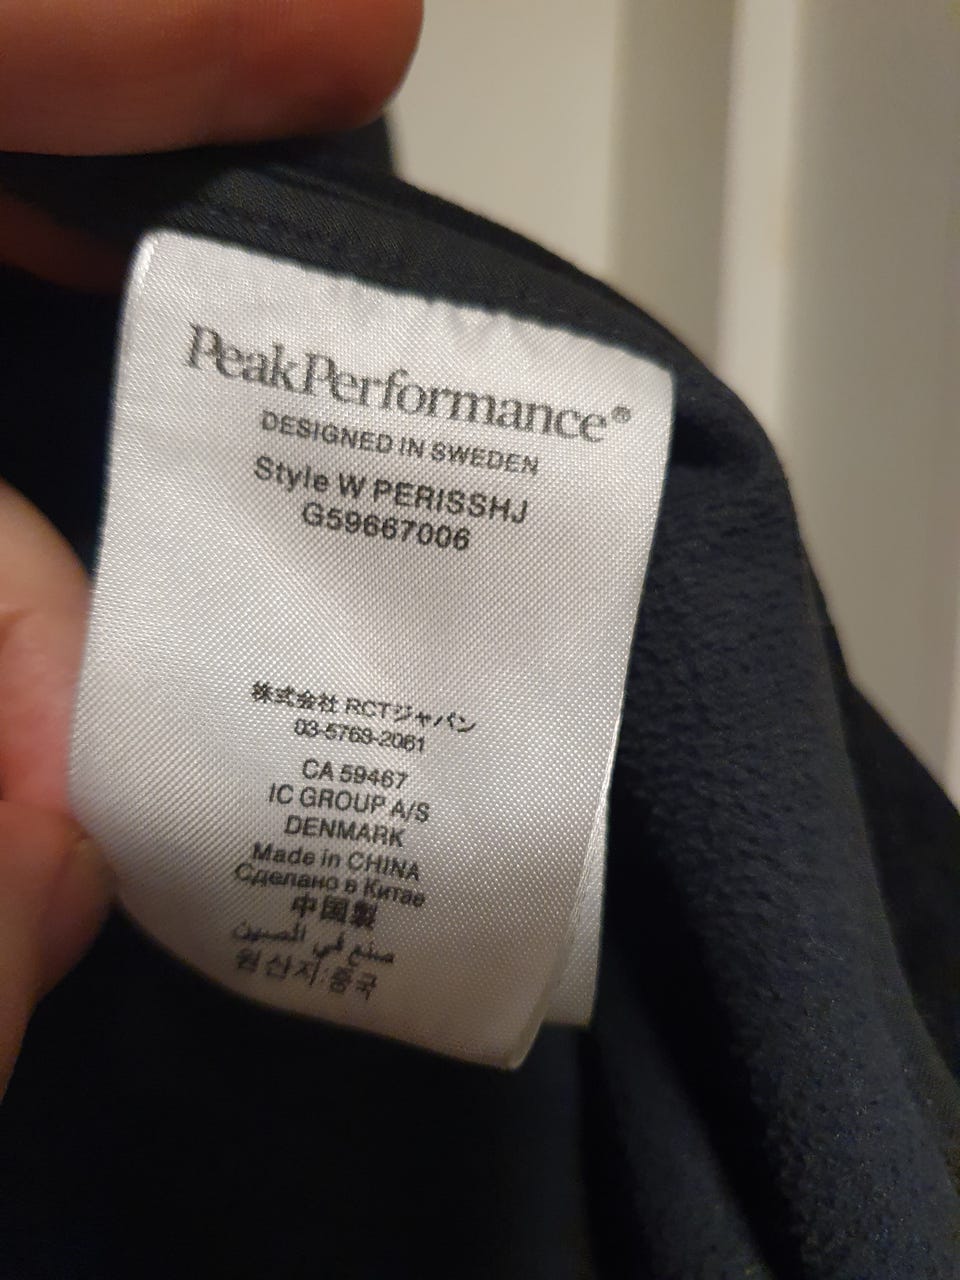 PeakPerformance®
DESIGNED IN SWEDEN
Style W PERISSHJ
G59667006
株式会社 RCTジャパン
03-5769-2061
CA 59467
IC GROUP A/S
DENMARK
Made in CHINA
Сделано в Китае
中国製
صنع في الصين
원산지:중국